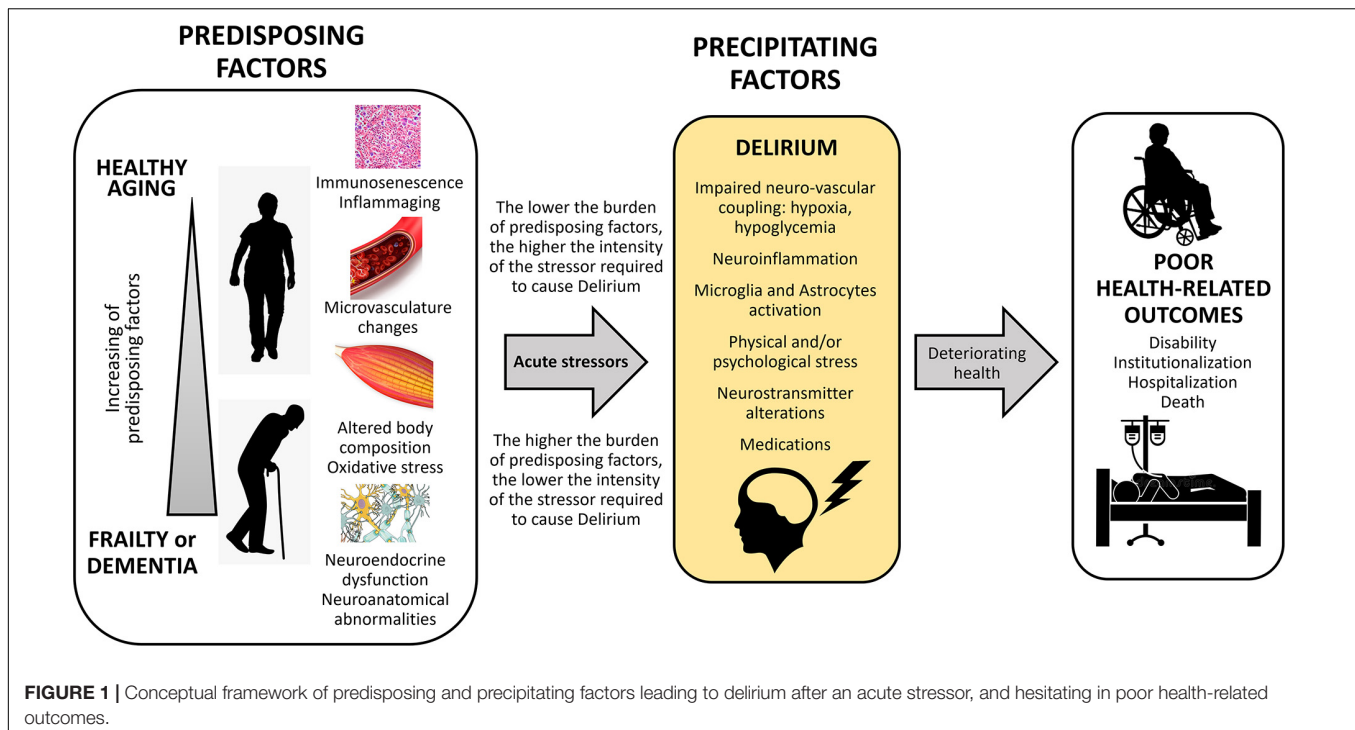 PREDISPOSING
FACTORS
HEALTHY
AGING
Increasing of
predisposing factors
FRAILTY or
DEMENTIA
Immunosenescence
Inflammaging
Microvasculature
changes
Altered body
composition
Oxidative stress
Neuroendocrine
dysfunction
Neuroanatomical
abnormalities
The lower the burden
of predisposing factors,
the higher the intensity
of the stressor required
to cause Delirium
Acute stressors
The higher the burden
of predisposing factors,
the lower the intensity
of the stressor required
to cause Delirium
PRECIPITATING
FACTORS
DELIRIUM
Impaired neuro-vascular
coupling: hypoxia,
hypoglycemia
Neuroinflammation
Microglia and Astrocytes
activation
Physical and/or
psychological stress
Neurotransmitter
alterations
Medications
Deteriorating
health
POOR
HEALTH-RELATED
OUTCOMES
Disability
Institutionalization
Hospitalization
Death
FIGURE 1 | Conceptual framework of predisposing and precipitating factors leading to delirium after an acute stressor, and hesitating in poor health-related
outcomes.